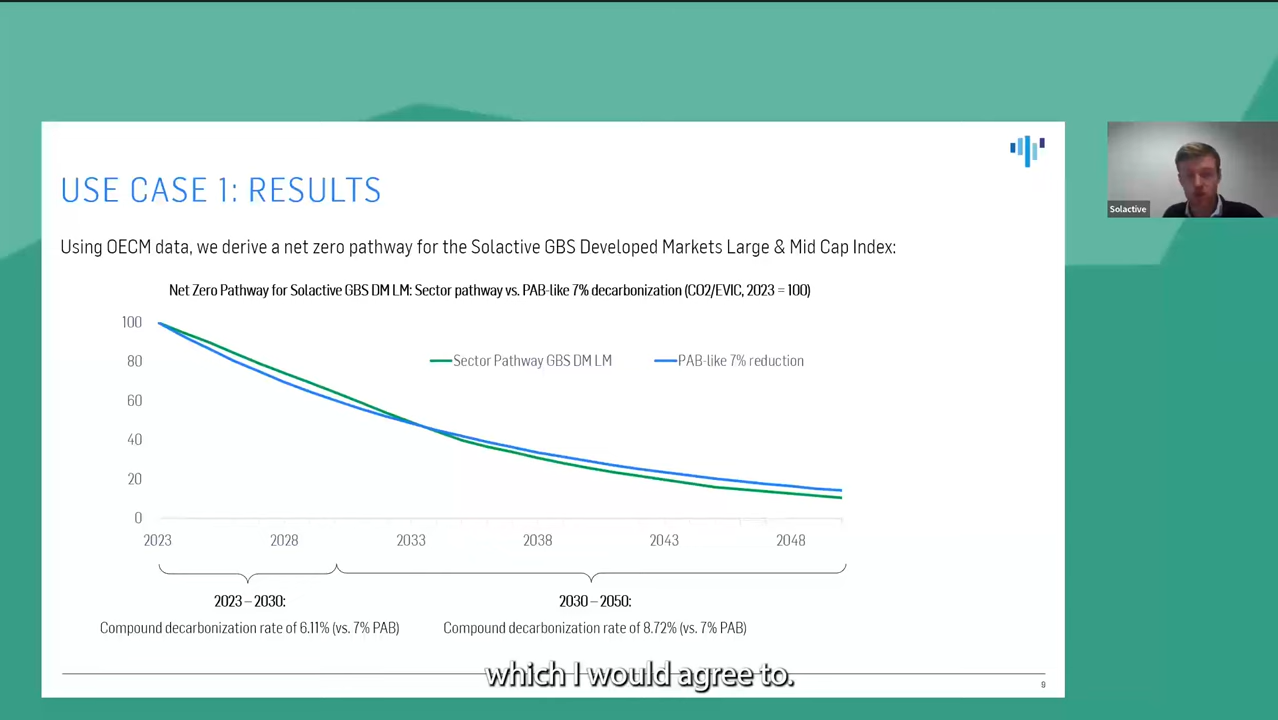 USE CASE 1: RESULTS
Solactive
Using OECM data, we derive a net zero pathway for the Solactive GBS Developed Markets Large & Mid Cap Index:
Net Zero Pathway for Solactive GBS DM LM: Sector pathway vs. PAB-like 7% decarbonization (CO2/EVIC, 2023 = 100)
100
80
60
40
20
0
Sector Pathway GBS DM LM
PAB-like 7% reduction
2023 2028 2033 2038 2043 2048
2023 – 2030:
Compound decarbonization rate of 6.11% (vs. 7% PAB)
2030 – 2050:
Compound decarbonization rate of 8.72% (vs. 7% PAB)
which I would agree to.
9